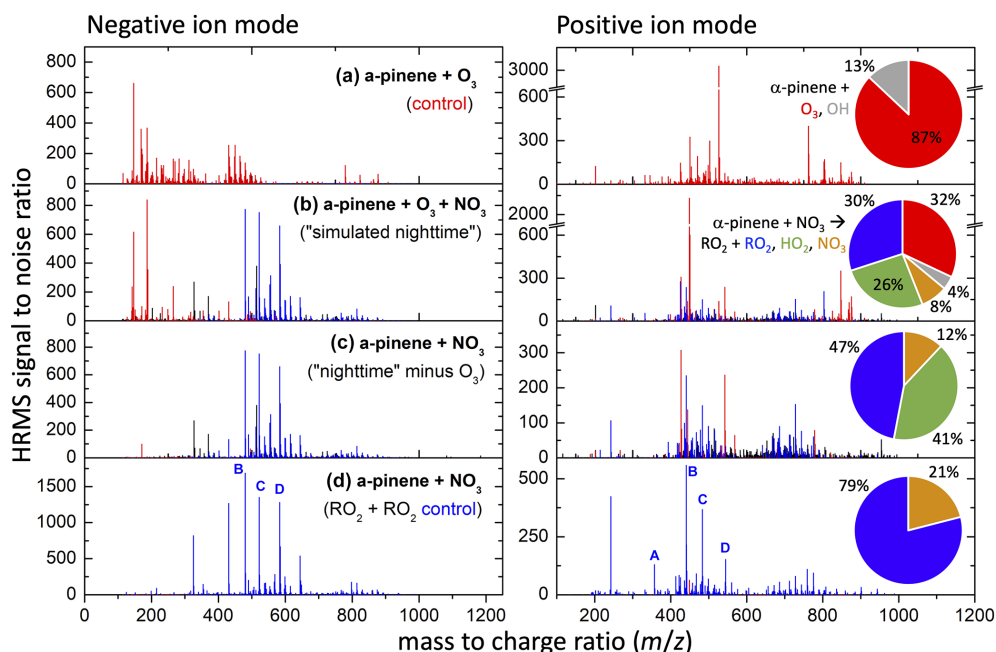 Negative ion mode
Positive ion mode
HRMS signal to noise ratio
800
600
400
200
0
(a) a-pinene + O3
(control)
3000
600
300
0
13%
α-pinene +
O3, OH
87%
800
600
400
200
0
(b) a-pinene + O3 + NO3
("simulated nighttime")
2000
600
300
0
30%
32%
α-pinene + NO3 →
RO2 + RO2, HO2, NO3
26%
4%
8%
800
600
400
200
0
(c) a-pinene + NO3
("nighttime" minus O3)
300
200
100
0
47%
12%
41%
1500
1000
500
0
B
C
D
(d) a-pinene + NO3
(RO2 + RO2 control)
500
250
0
A
B
C
D
79%
21%
0 200 400 600 800 1000 1200
200 400 600 800 1000 1200
mass to charge ratio (m/z)